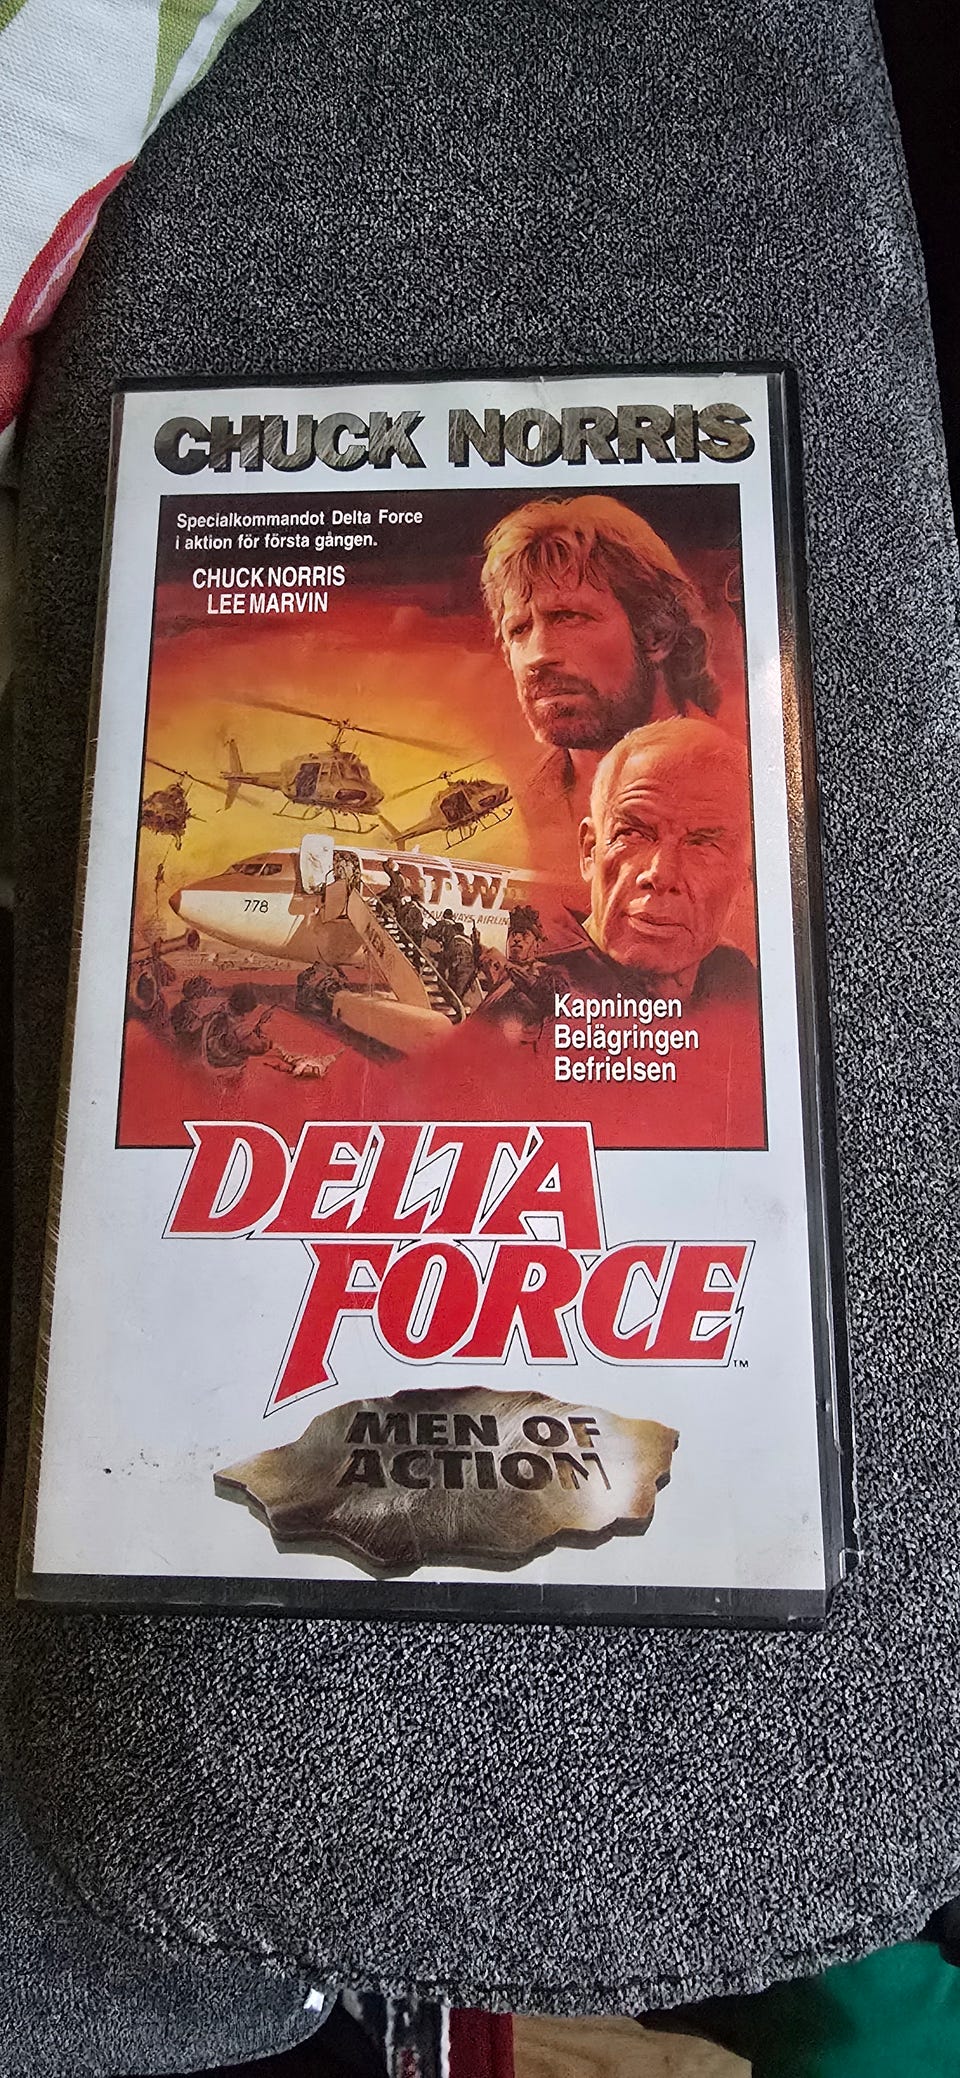 CHUCK NORRIS
Specialkommandot Delta Force
i aktion för första gången.
CHUCK NORRIS
LEE MARVIN
778
Kapningen
Belägringen
Befrielsen
DELTA
FORCE
TM
MEN OF
ACTION